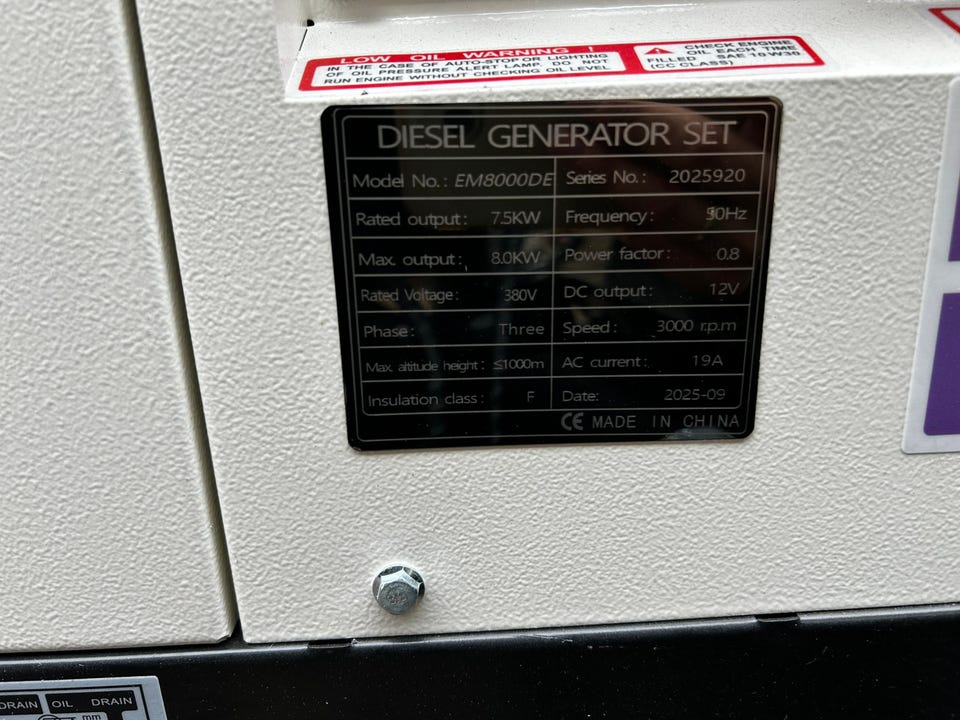 LOW OIL WARNING !
IN THE CASE OF AUTO-STOP OR LIGHTING
OF OIL PRESSURE ALERT LAMP. DO NOT
RUN ENGINE WITHOUT CHECKING OIL LEVEL
CHECK ENGINE
OIL EACH TIME
FILLED SAE 10W30
(CC CLASS)
DIESEL GENERATOR SET
Model No.: EM8000DE Series No.: 2025920
Rated output: 7.5KW Frequency: 50Hz
Max. output: 8.0KW Power factor: 0.8
Rated Voltage: 380V DC output: 12V
Phase: Three Speed: 3000 r.p.m
Max. altitude height: ≤1000m AC current: 19A
Insulation class: F Date: 2025-09
CE MADE IN CHINA
DRAIN OIL DRAIN
mm